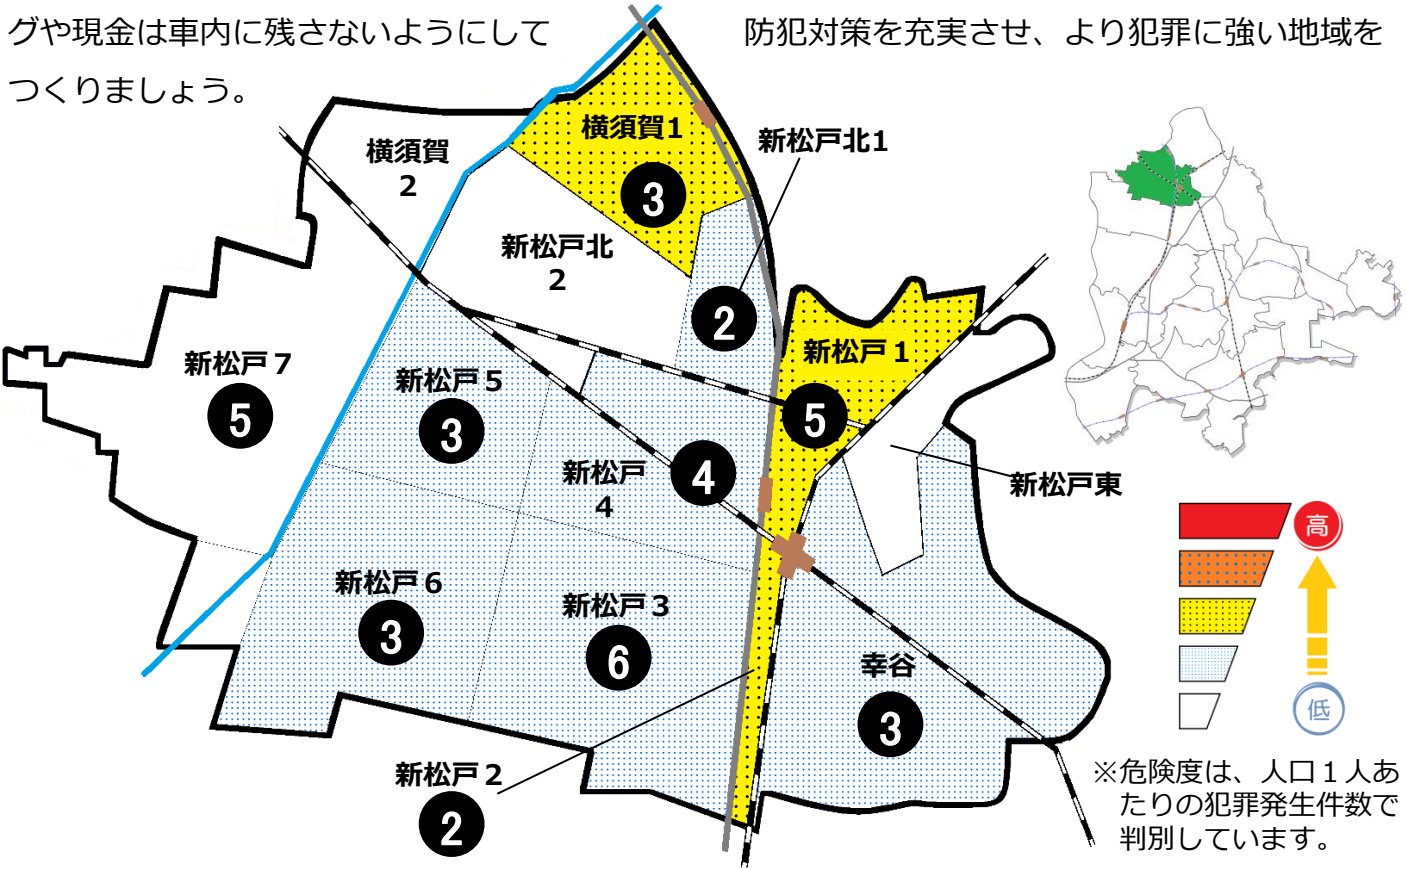 グや現金は車内に残さないようにして
つくりましょう。
防犯対策を充実させ、より犯罪に強い地域を
横須賀1
3
横須賀
2
新松戸北1
2
新松戸北
2
新松戸7
5
新松戸5
3
新松戸1
5
新松戸
4
4
新松戸東
新松戸6
3
新松戸3
6
幸谷
3
新松戸2
2
高
低
※危険度は、人口1人あ
たりの犯罪発生件数で
判別しています。